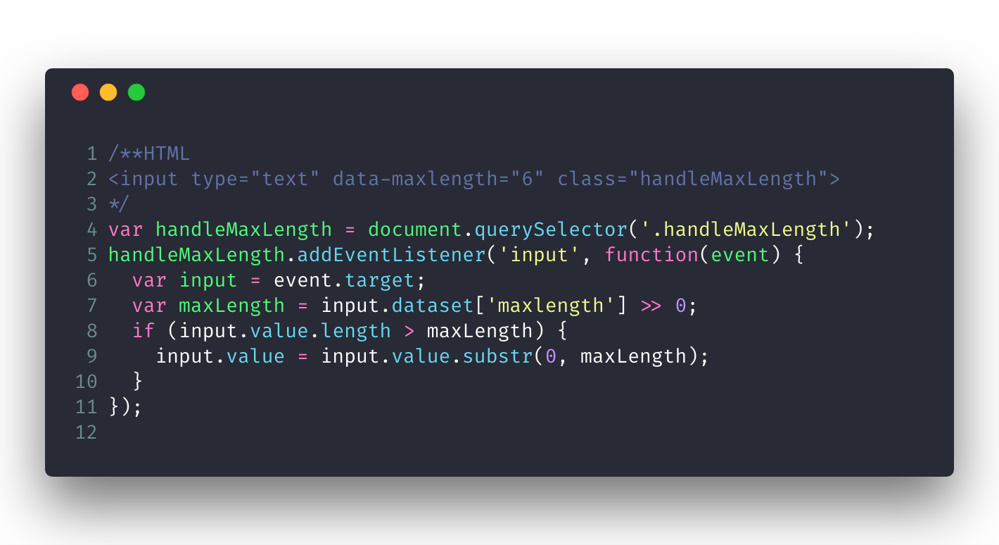 1 /**HTML
2 <input type="text" data-maxlength="6" class="handleMaxLength">
3 */
4 var handleMaxLength = document.querySelector('.handleMaxLength');
5 handleMaxLength.addEventListener('input', function(event) {
6   var input = event.target;
7   var maxLength = input.dataset['maxlength'] >> 0;
8   if (input.value.length > maxLength) {
9     input.value = input.value.substr(0, maxLength);
10   }
11 });
12